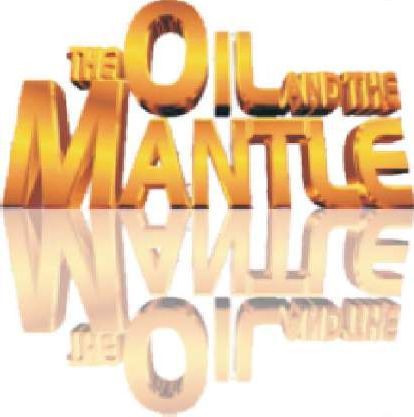 THE OIL AND THE
MANTLE